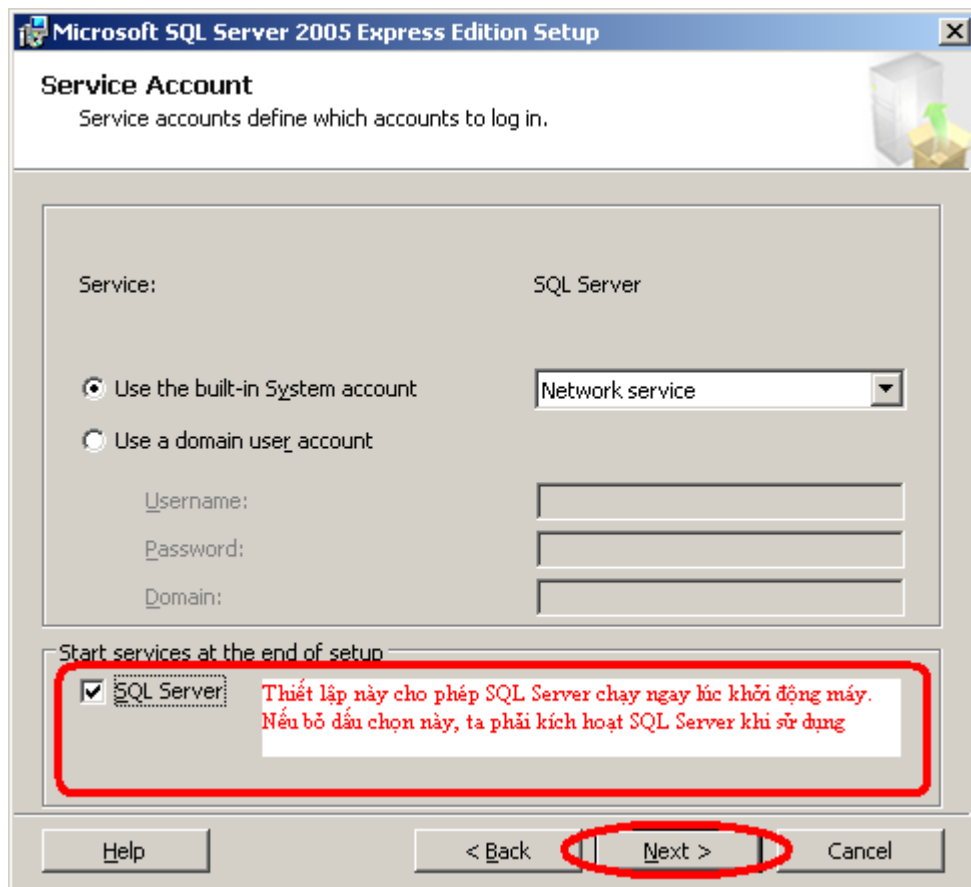 Microsoft SQL Server 2005 Express Edition Setup
Service Account
Service accounts define which accounts to log in.
Service: SQL Server
Use the built-in System account Network service
Use a domain user account
Username:
Password:
Domain:
Start services at the end of setup
SQL Server Thiết lập này cho phép SQL Server chạy ngay lúc khởi động máy.
Nếu bỏ dấu chọn này, ta phải kích hoạt SQL Server khi sử dụng
Help < Back Next > Cancel